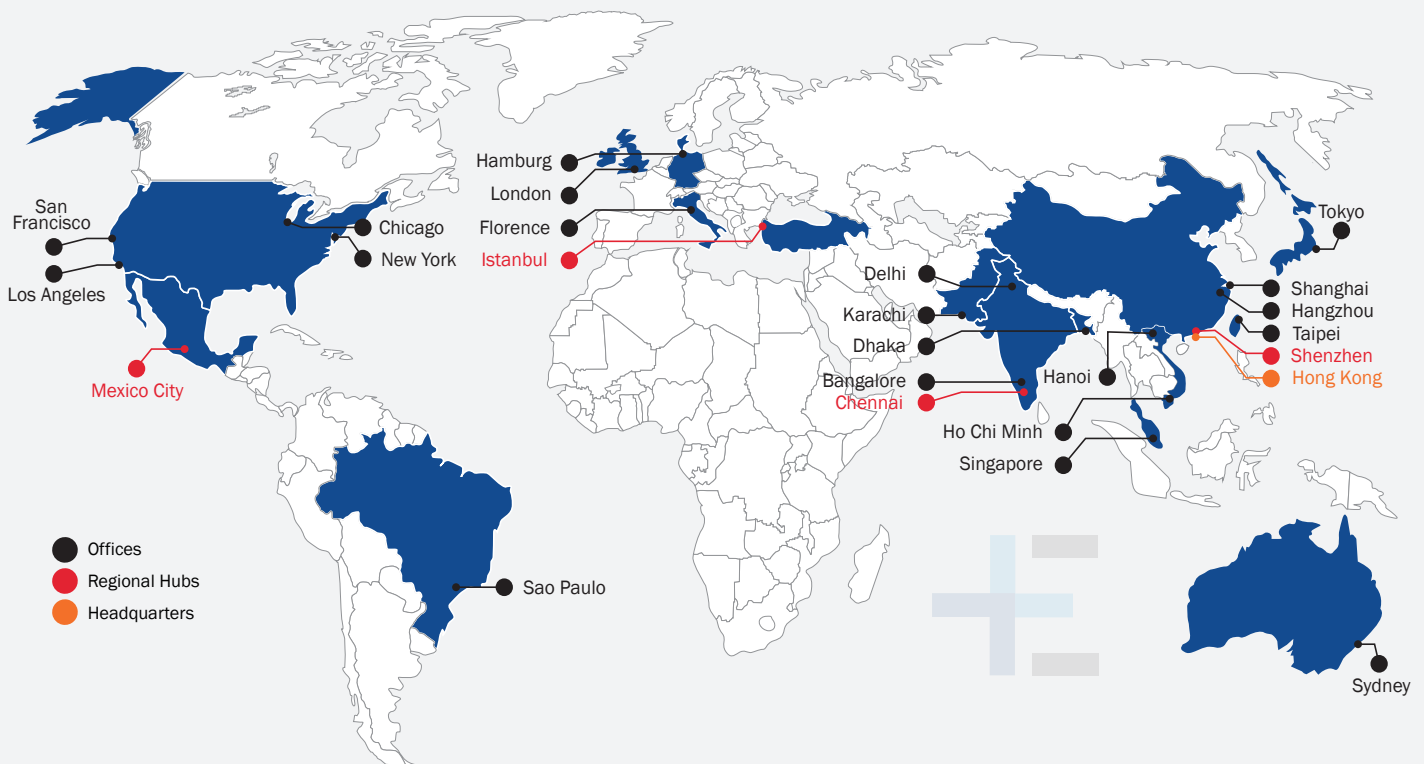 San
Francisco
Los Angeles
Chicago
New York
Mexico City
Hamburg
London
Florence
Istanbul
Sao Paulo
Delhi
Karachi
Dhaka
Bangalore
Chennai
Hanoi
Ho Chi Minh
Singapore
Tokyo
Shanghai
Hangzhou
Taipei
Shenzhen
Hong Kong
Sydney
Offices
Regional Hubs
Headquarters